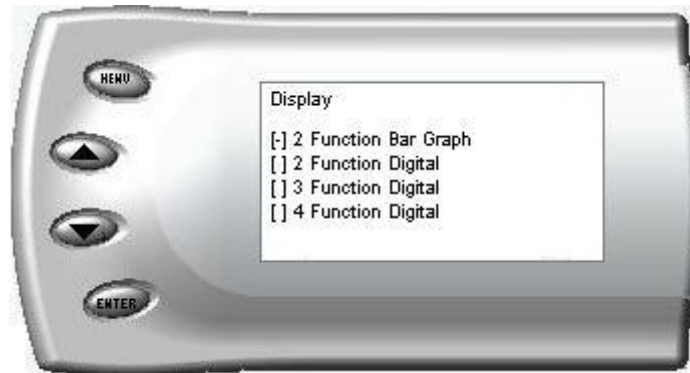 MENU
Display
[-] 2 Function Bar Graph
[ ] 2 Function Digital
[ ] 3 Function Digital
[ ] 4 Function Digital
ENTER